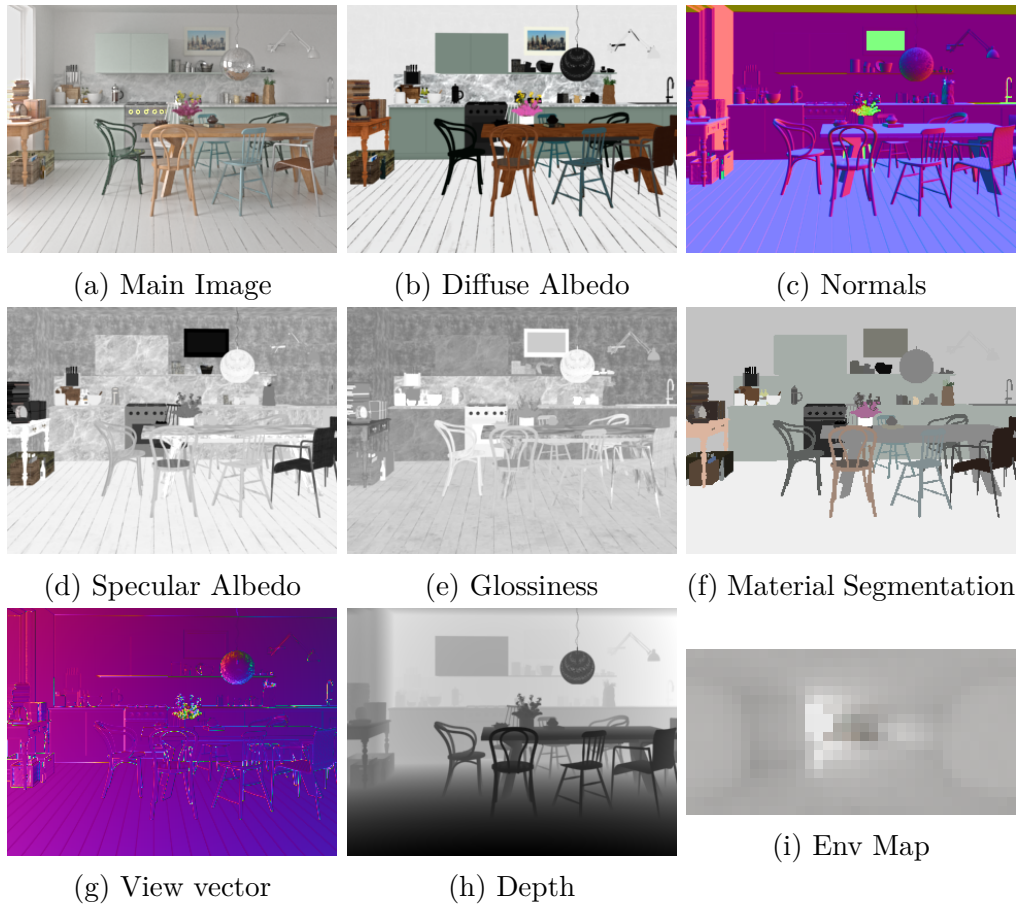 (a) Main Image
(b) Diffuse Albedo
(c) Normals
(d) Specular Albedo
(e) Glossiness
(f) Material Segmentation
(g) View vector
(h) Depth
(i) Env Map